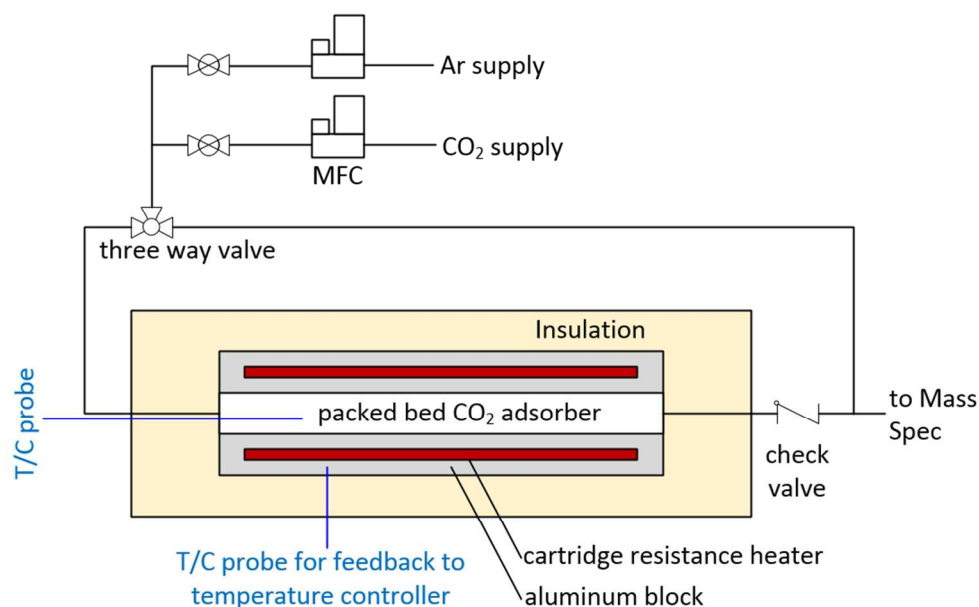 Ar supply
CO₂ supply
MFC
three way valve
Insulation
T/C probe
packed bed CO₂ adsorber
to Mass
Spec
check
valve
cartridge resistance heater
T/C probe for feedback to
temperature controller
aluminum block